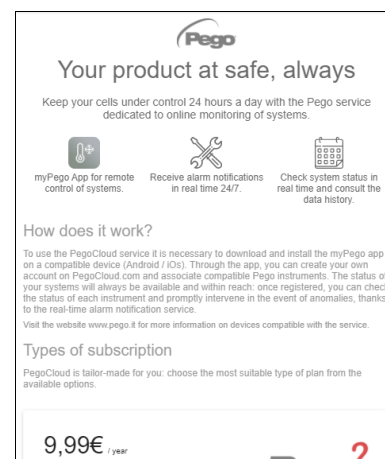 Pego
Your product at safe, always
Keep your cells under control 24 hours a day with the Pego service
dedicated to online monitoring of systems.
myPego App for remote
control of systems.
Receive alarm notifications
in real time 24/7.
Check system status in
real time and consult the
data history.
How does it work?
To use the PegoCloud service it is necessary to download and install the myPego app
on a compatible device (Android / iOs). Through the app, you can create your own
account on PegoCloud.com and associate compatible Pego instruments. The status of
your systems will always be available and within reach: once registered, you can check
the status of each instrument and promptly intervene in the event of anomalies, thanks
to the real-time alarm notification service.
Visit the website www.pego.it for more information on devices compatible with the service.
Types of subscription
PegoCloud is tailor-made for you: choose the most suitable type of plan from the
available options.
9,99€ / year